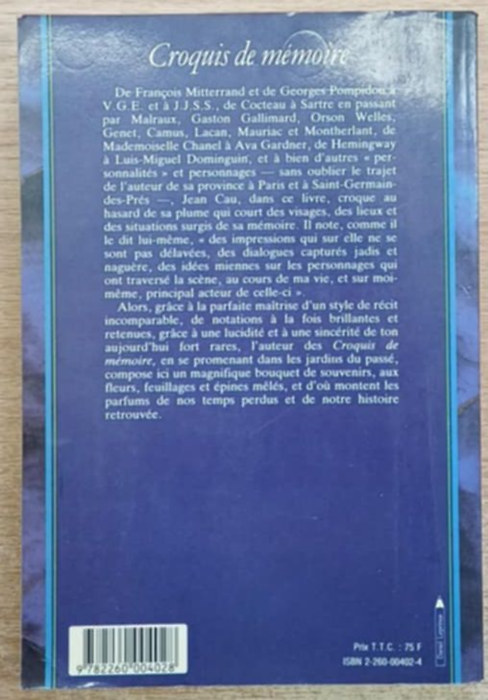 Croquis de mémoire
De François Mitterrand et de Georges Pompidou à
V.G.E. et à J.J.S.S., de Cocteau à Sartre en passant
par Malraux, Gaston Gallimard, Orson Welles,
Genet, Camus, Lacan, Mauriac et Montherlant, de
Mademoiselle Chanel à Ava Gardner, de Hemingway
à Luis-Miguel Dominguin, et à bien d'autres « per-
sonnalités » et personnages — sans oublier le trajet
de l'auteur de sa province à Paris et à Saint-Germain-
des-Prés —, Jean Cau, dans ce livre, croque au
hasard de sa plume qui court des visages, des lieux et
des situations surgis de sa mémoire. Il note, comme il
le dit lui-même, « des impressions qui sur elle ne se
sont pas délavées, des dialogues capturés jadis et
naguère, des idées miennes sur les personnages qui
ont traversé la scène, au cours de ma vie, et sur moi-
même, principal acteur de celle-ci ».
Alors, grâce à la parfaite maîtrise d'un style de récit
incomparable, de notations à la fois brillantes et
retenues, grâce à une lucidité et à une sincérité de ton
aujourd'hui fort rares, l'auteur des Croquis de
mémoire, en se promenant dans les jardins du passé,
compose ici un magnifique bouquet de souvenirs, aux
fleurs, feuillages et épines mêlés, et d'où montent les
parfums de nos temps perdus et de notre histoire
retrouvée.
9 782260 004028
Prix T.T.C. : 75 F
ISBN 2-260-00402-4